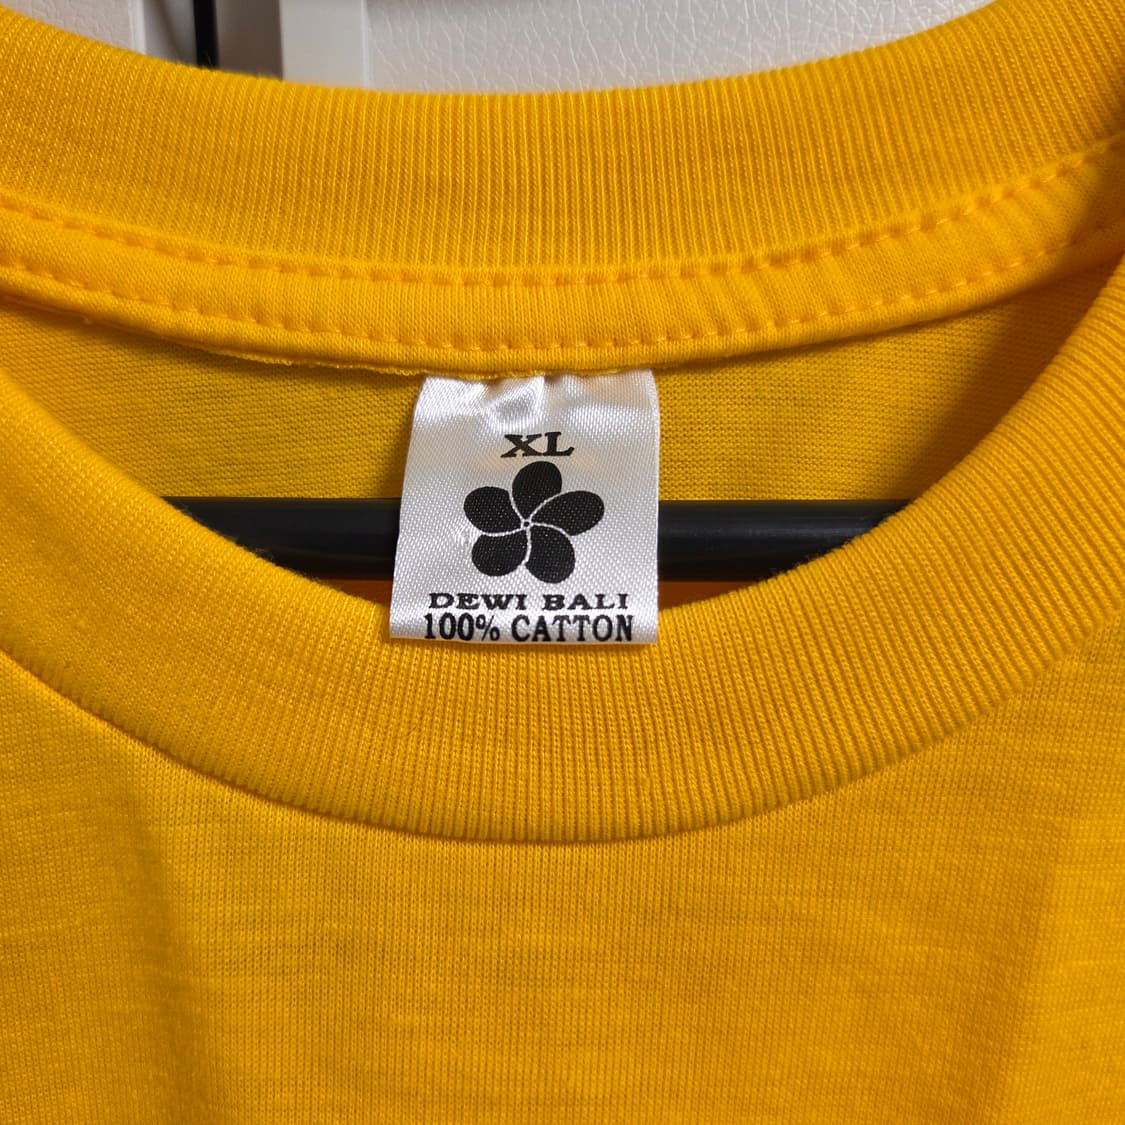 XL
DEWI BALI
100% CATTON